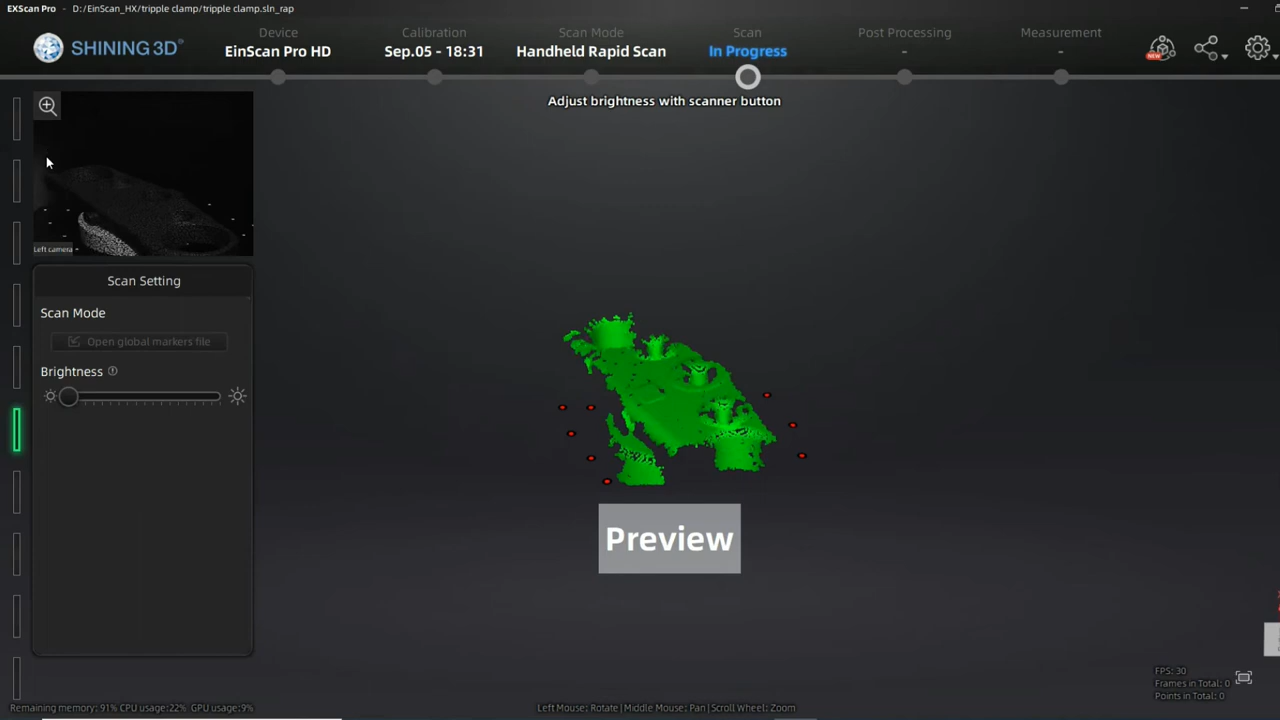 EXScan Pro - D:/EinScan_HX/tripple clamp/tripple clamp.sln_rap
SHINING 3D®
Device
EinScan Pro HD
Calibration
Sep.05 - 18:31
Scan Mode
Handheld Rapid Scan
Scan
In Progress
Post Processing
-
Measurement
-
NEW
Adjust brightness with scanner button
Left camera
Scan Setting
Scan Mode
Open global markers file
Brightness
Preview
FPS: 30
Frames in Total: 0
Points in Total: 0
Remaining memory: 91% CPU usage:22% GPU usage:9%
Left Mouse: Rotate|Middle Mouse: Pan|Scroll Wheel: Zoom